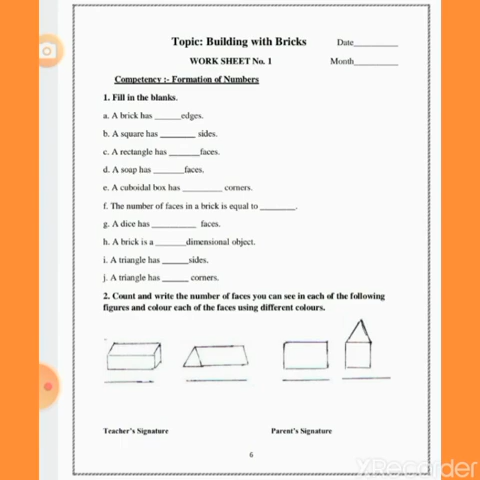 Topic: Building with Bricks Date__________
WORK SHEET No. 1 Month__________
Competency :- Formation of Numbers
1. Fill in the blanks.
a. A brick has ______edges.
b. A square has ________ sides.
c. A rectangle has _______faces.
d. A soap has _______faces.
e. A cuboidal box has _________ corners.
f. The number of faces in a brick is equal to ________.
g. A dice has __________ faces.
h. A brick is a _______dimensional object.
i. A triangle has ______sides.
j. A triangle has ______ corners.
2. Count and write the number of faces you can see in each of the following
figures and colour each of the faces using different colours.
Teacher's Signature Parent's Signature
6
XRecorder